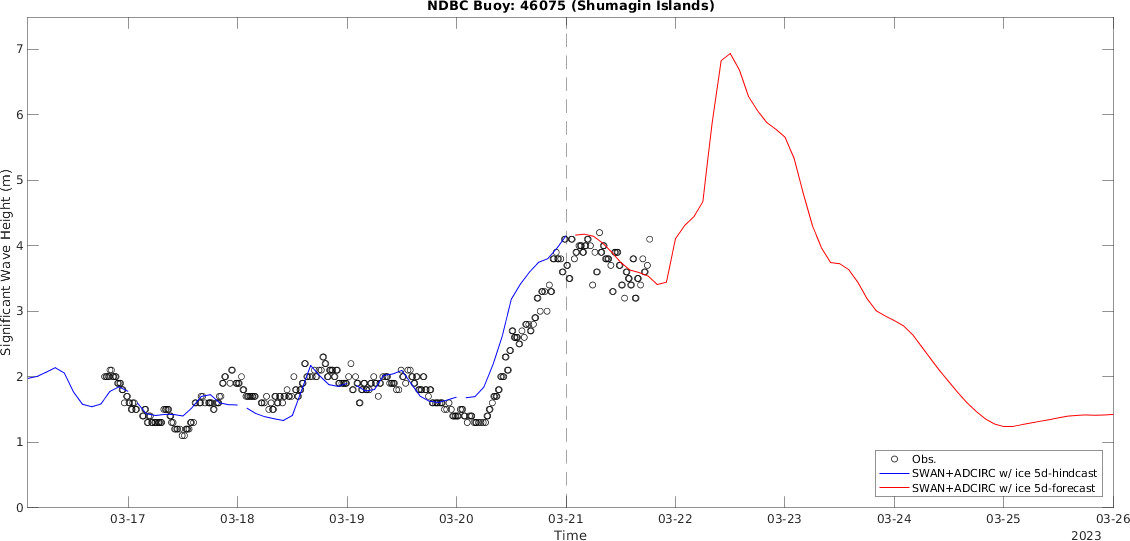 NDBC Buoy: 46075 (Shumagin Islands)
Significant Wave Height (m)
7
6
5
4
3
2
1
0
Obs.
SWAN+ADCIRC w/ ice 5d-hindcast
SWAN+ADCIRC w/ ice 5d-forecast
03-17 03-18 03-19 03-20 03-21 03-22 03-23 03-24 03-25 03-26
Time
2023